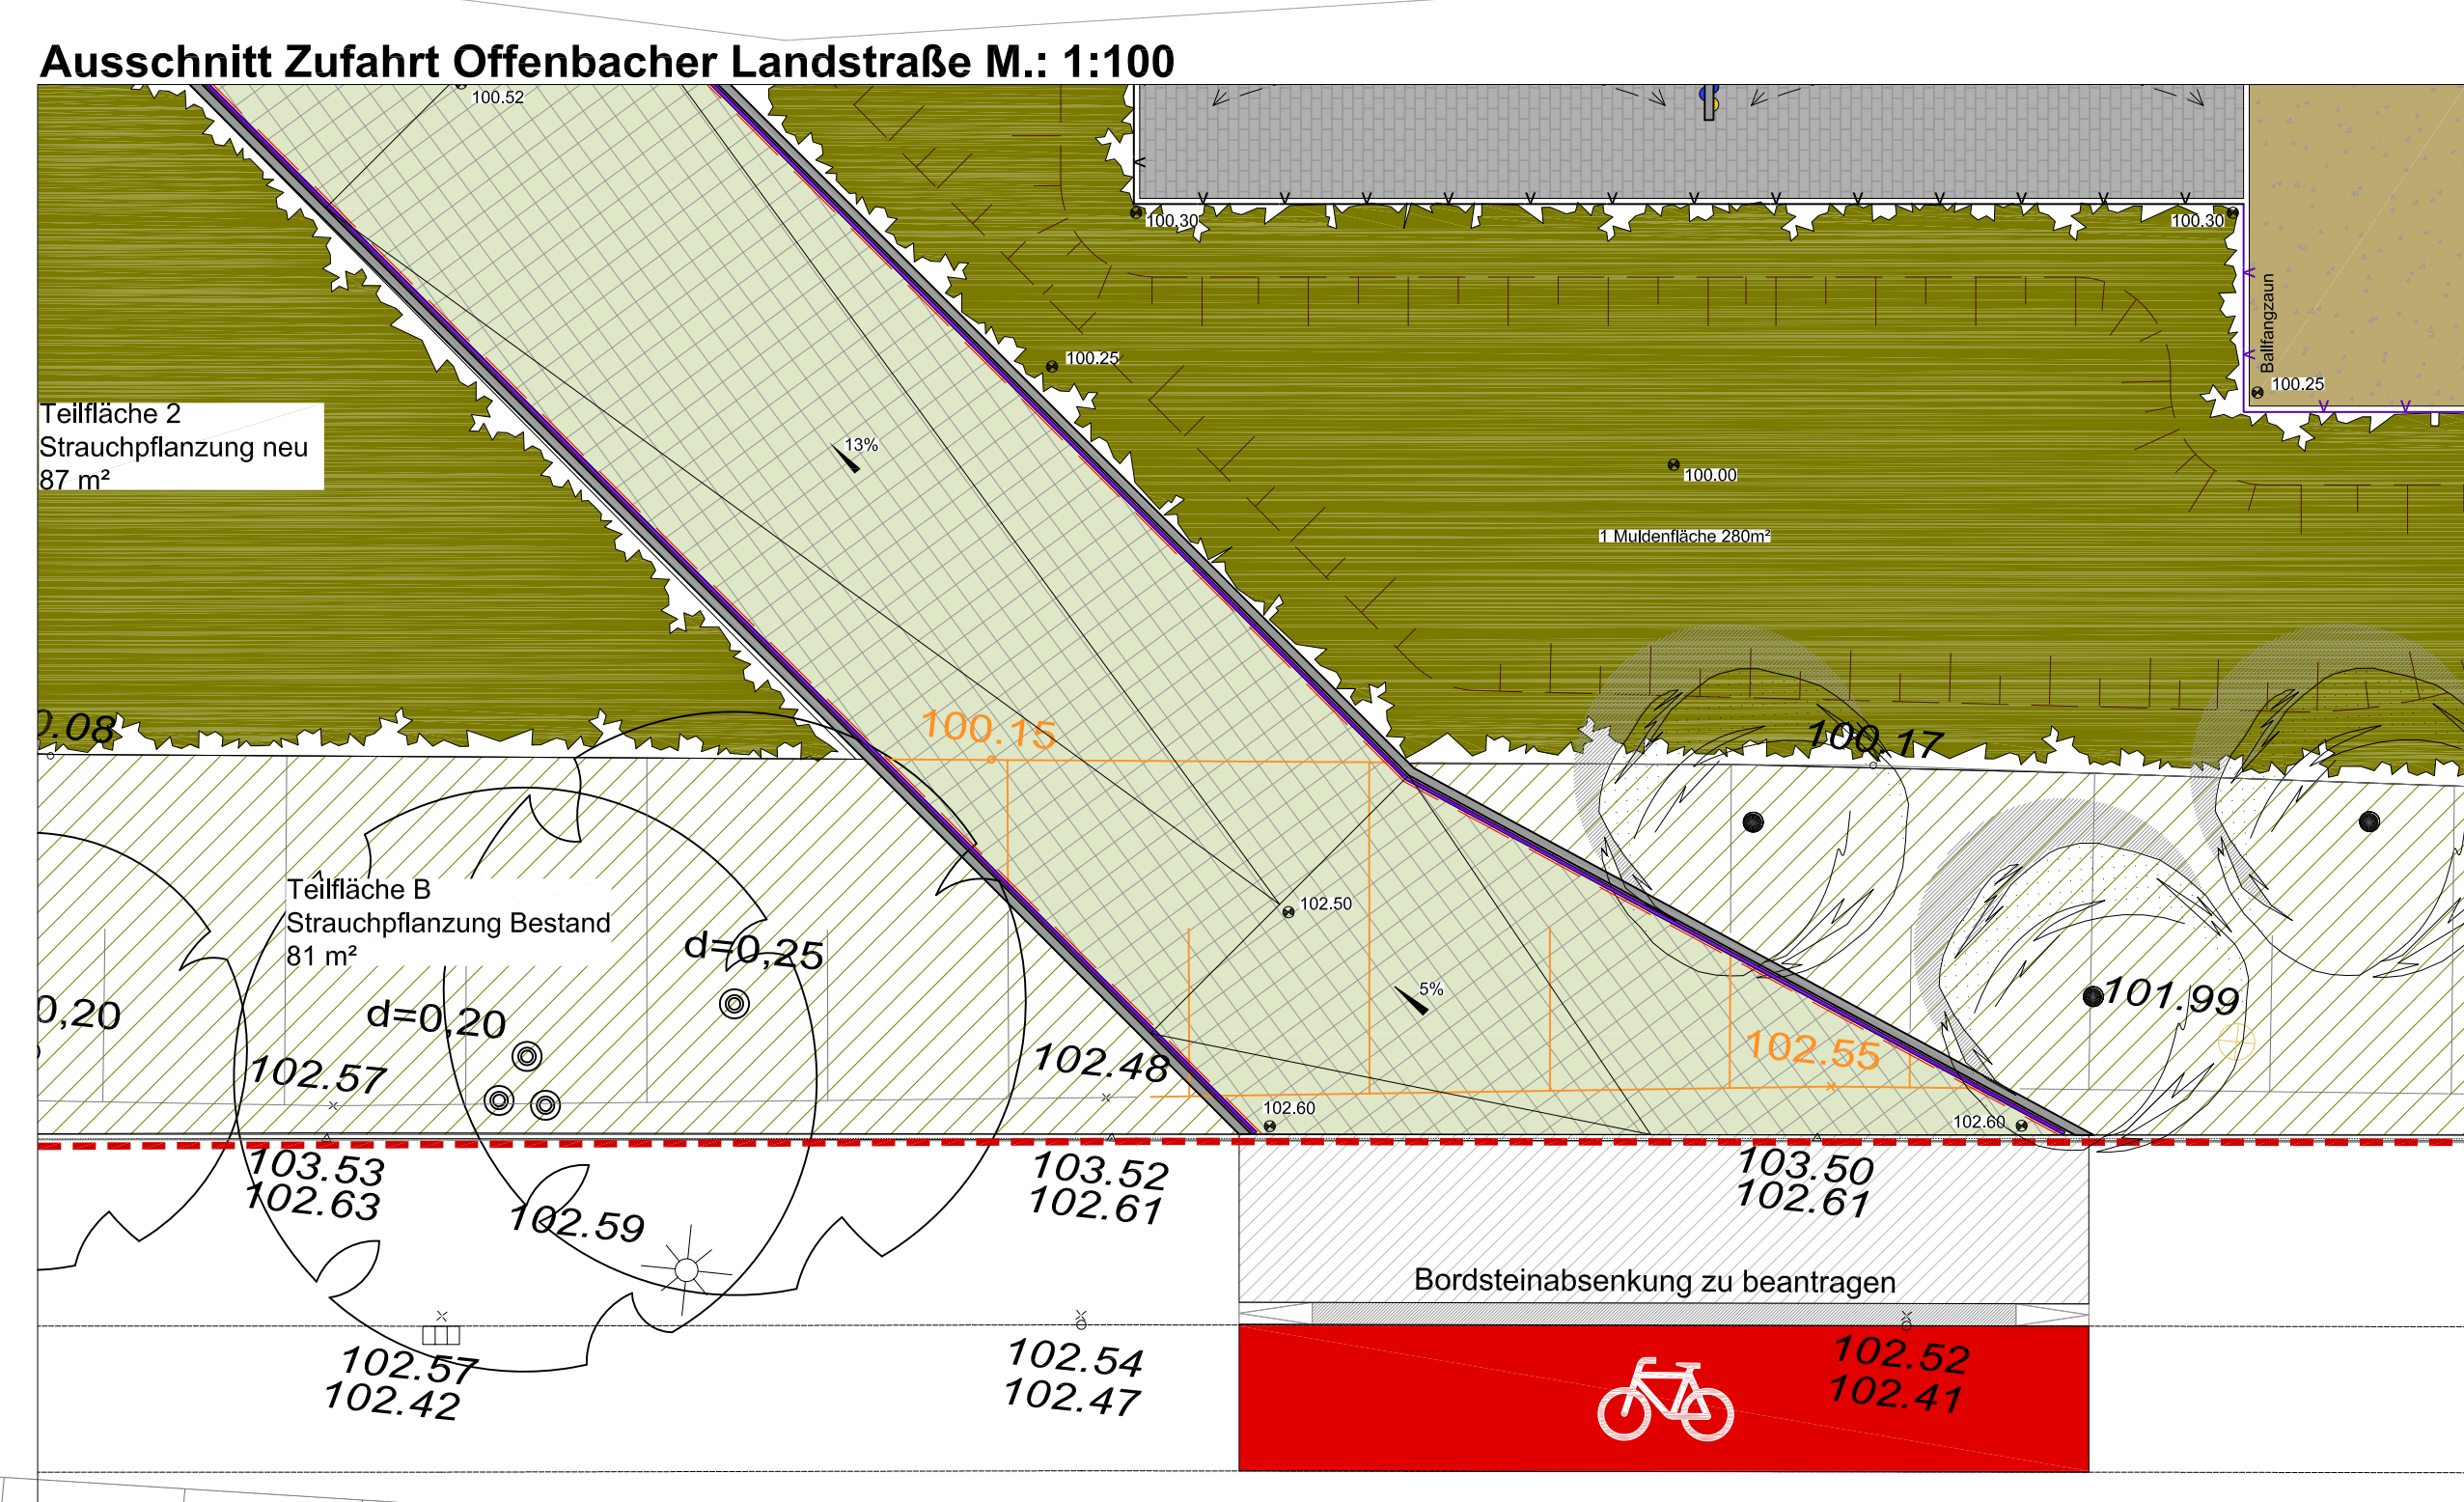 Ausschnitt Zufahrt Offenbacher Landstraße M.: 1:100
100.52
100.30
100.30
Ballfangzaun
100.25
100.25
Teilfläche 2
Strauchpflanzung neu
87 m²
13%
100.00
1 Muldenfläche 280m²
0.08
100.15
100.17
Teilfläche B
Strauchpflanzung Bestand
81 m²
102.50
d=0,25
5%
101.99
0,20
d=0,20
102.57
102.48
102.55
102.60
102.60
103.53
102.63
103.52
102.61
103.50
102.61
102.59
Bordsteinabsenkung zu beantragen
102.57
102.42
102.54
102.47
102.52
102.41